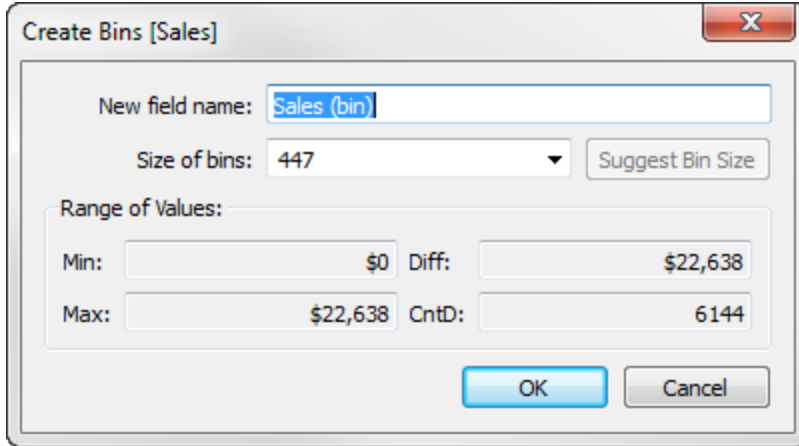 Create Bins [Sales]
New field name: Sales (bin)
Size of bins: 447 Suggest Bin Size
Range of Values:
Min: $0 Diff: $22,638
Max: $22,638 CntD: 6144
OK Cancel